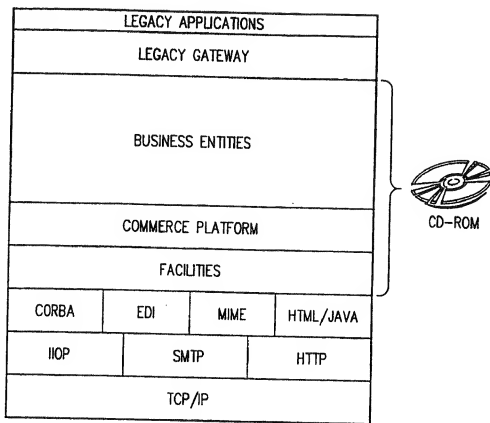 LEGACY APPLICATIONS
LEGACY GATEWAY
BUSINESS ENTITIES
COMMERCE PLATFORM
FACILITIES
CORBA EDI MIME HTML/JAVA
IIOP SMTP HTTP
TCP/IP
CD-ROM